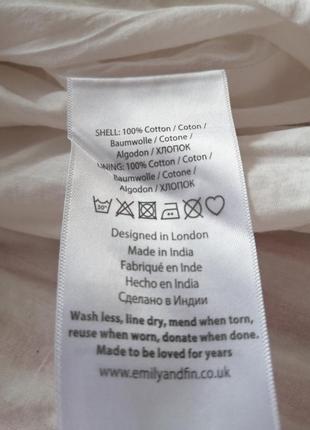 SHELL: 100% Cotton / Coton /
Baumwolle / Cotone /
Algodon / ХЛОПОК
LINING: 100% Cotton / Coton /
Baumwolle / Cotone /
Algodon / ХЛОПОК
30°
Designed in London
Made in India
Fabriqué en Inde
Hecho en India
Сделано в Индии
Wash less, line dry, mend when torn,
reuse when worn, donate when done.
Made to be loved for years
www.emilyandfin.co.uk